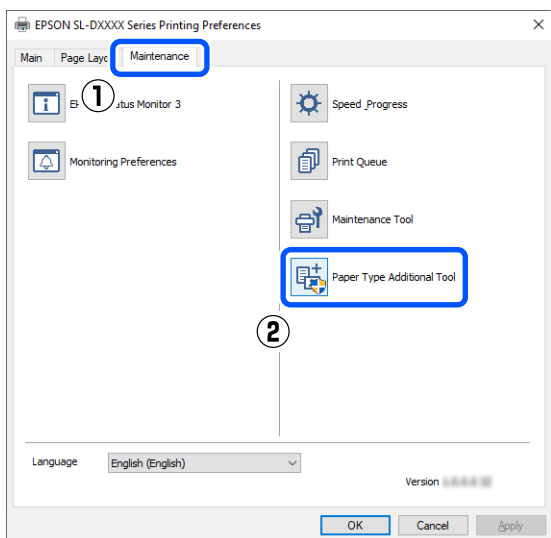 EPSON SL-DXXXX Series Printing Preferences
Main Page Layo Maintenance
1
atus Monitor 3
Speed Progress
Monitoring Preferences
Print Queue
Maintenance Tool
Paper Type Additional Tool
2
Language English (English)
Version
OK Cancel Apply